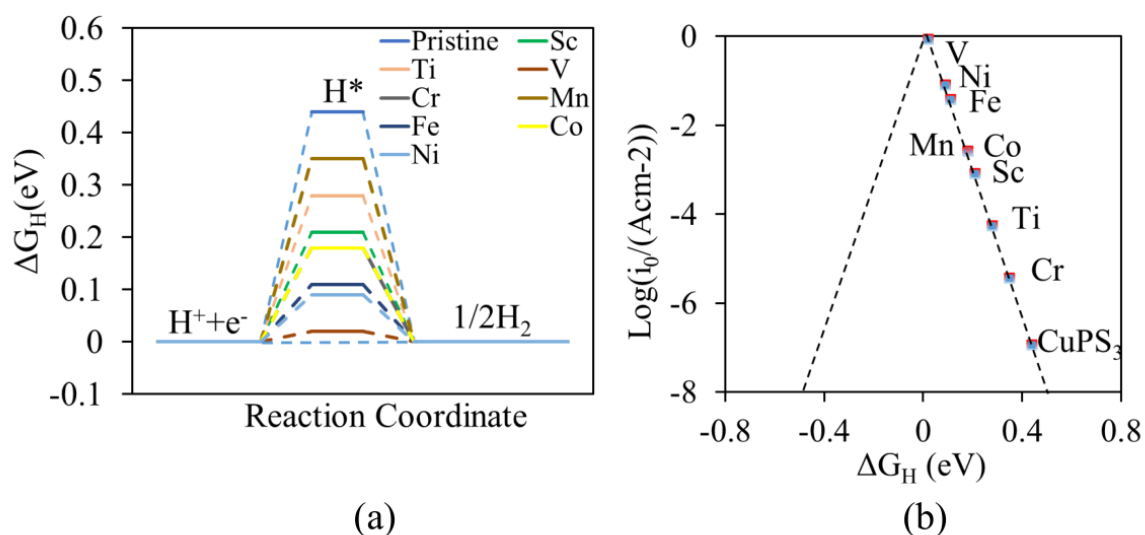 0.6
0.5
0.4
0.3
0.2
0.1
0
-0.1
ΔG_H(eV)
Pristine
Sc
Ti
V
Cr
Mn
Fe
Co
Ni
H*
H⁺+e⁻
1/2H₂
Reaction Coordinate
(a)
0
-2
-4
-6
-8
Log(i₀/(Acm-2))
V
Ni
Fe
Mn Co
Sc
Ti
Cr
CuPS₃
-0.8 -0.4 0 0.4 0.8
ΔG_H (eV)
(b)